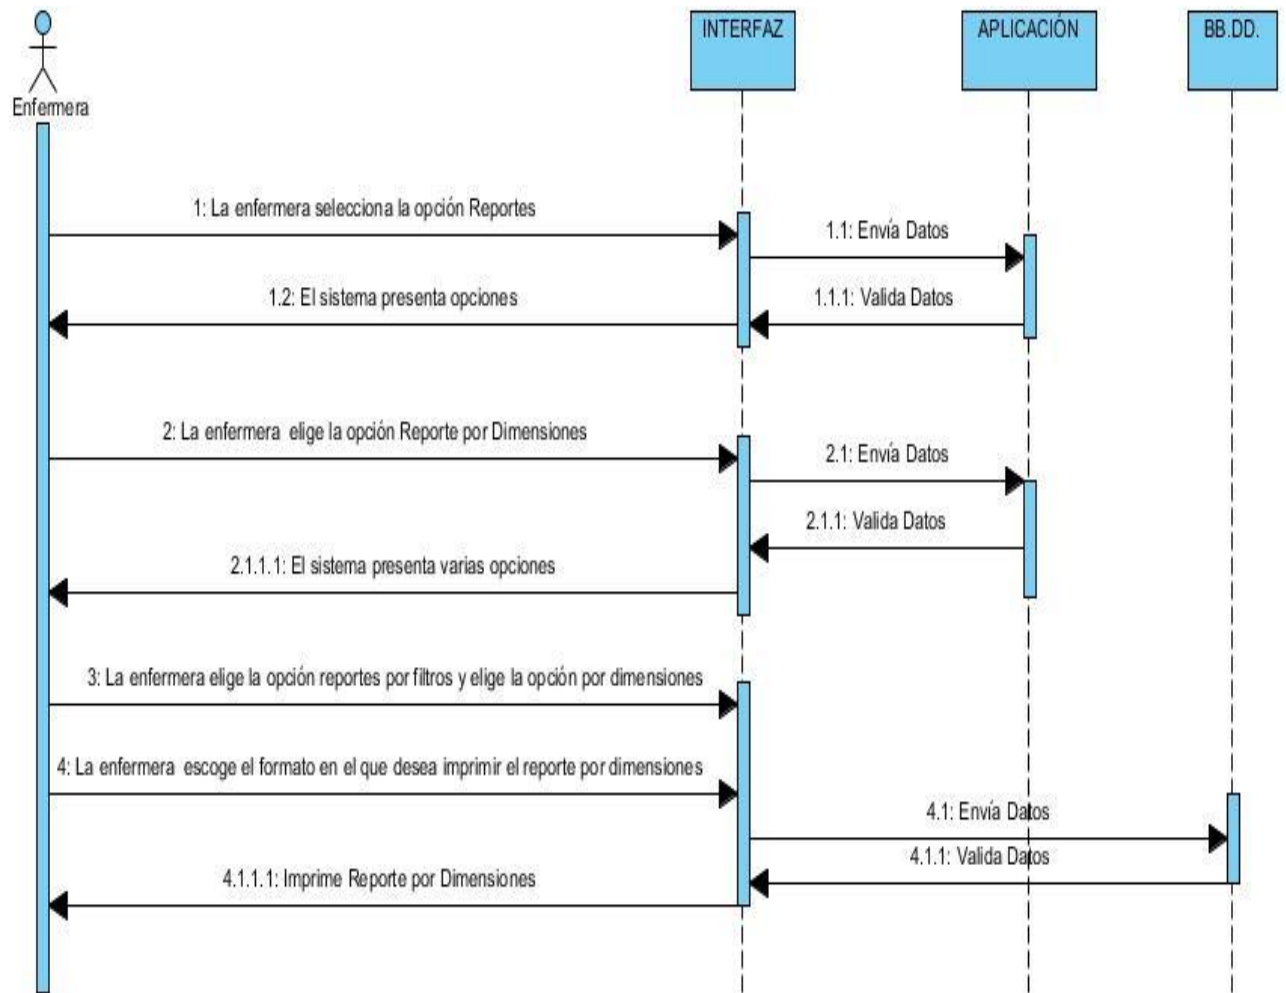 INTERFAZ
APLICACIÓN
BB.DD.
Enfermera
1: La enfermera selecciona la opción Reportes
1.1: Envía Datos
1.2: El sistema presenta opciones
1.1.1: Valida Datos
2: La enfermera elige la opción Reporte por Dimensiones
2.1: Envía Datos
2.1.1: Valida Datos
2.1.1.1: El sistema presenta varias opciones
3: La enfermera elige la opción reportes por filtros y elige la opción por dimensiones
4: La enfermera escoge el formato en el que desea imprimir el reporte por dimensiones
4.1: Envía Datos
4.1.1: Valida Datos
4.1.1.1: Imprime Reporte por Dimensiones